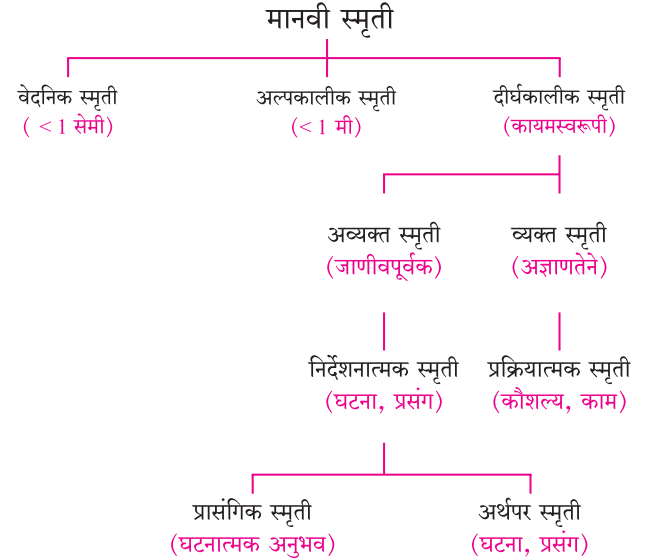 मानवी स्मृती
वेदनिक स्मृती
( < 1 सेमी)
अल्पकालीक स्मृती
(< 1 मी)
दीर्घकालीक स्मृती
(कायमस्वरूपी)
अव्यक्त स्मृती
(जाणीवपूर्वक)
व्यक्त स्मृती
(अज्ञाणतेने)
निर्देशनात्मक स्मृती
(घटना, प्रसंग)
प्रक्रियात्मक स्मृती
(कौशल्य, काम)
प्रासंगिक स्मृती
(घटनात्मक अनुभव)
अर्थपर स्मृती
(घटना, प्रसंग)